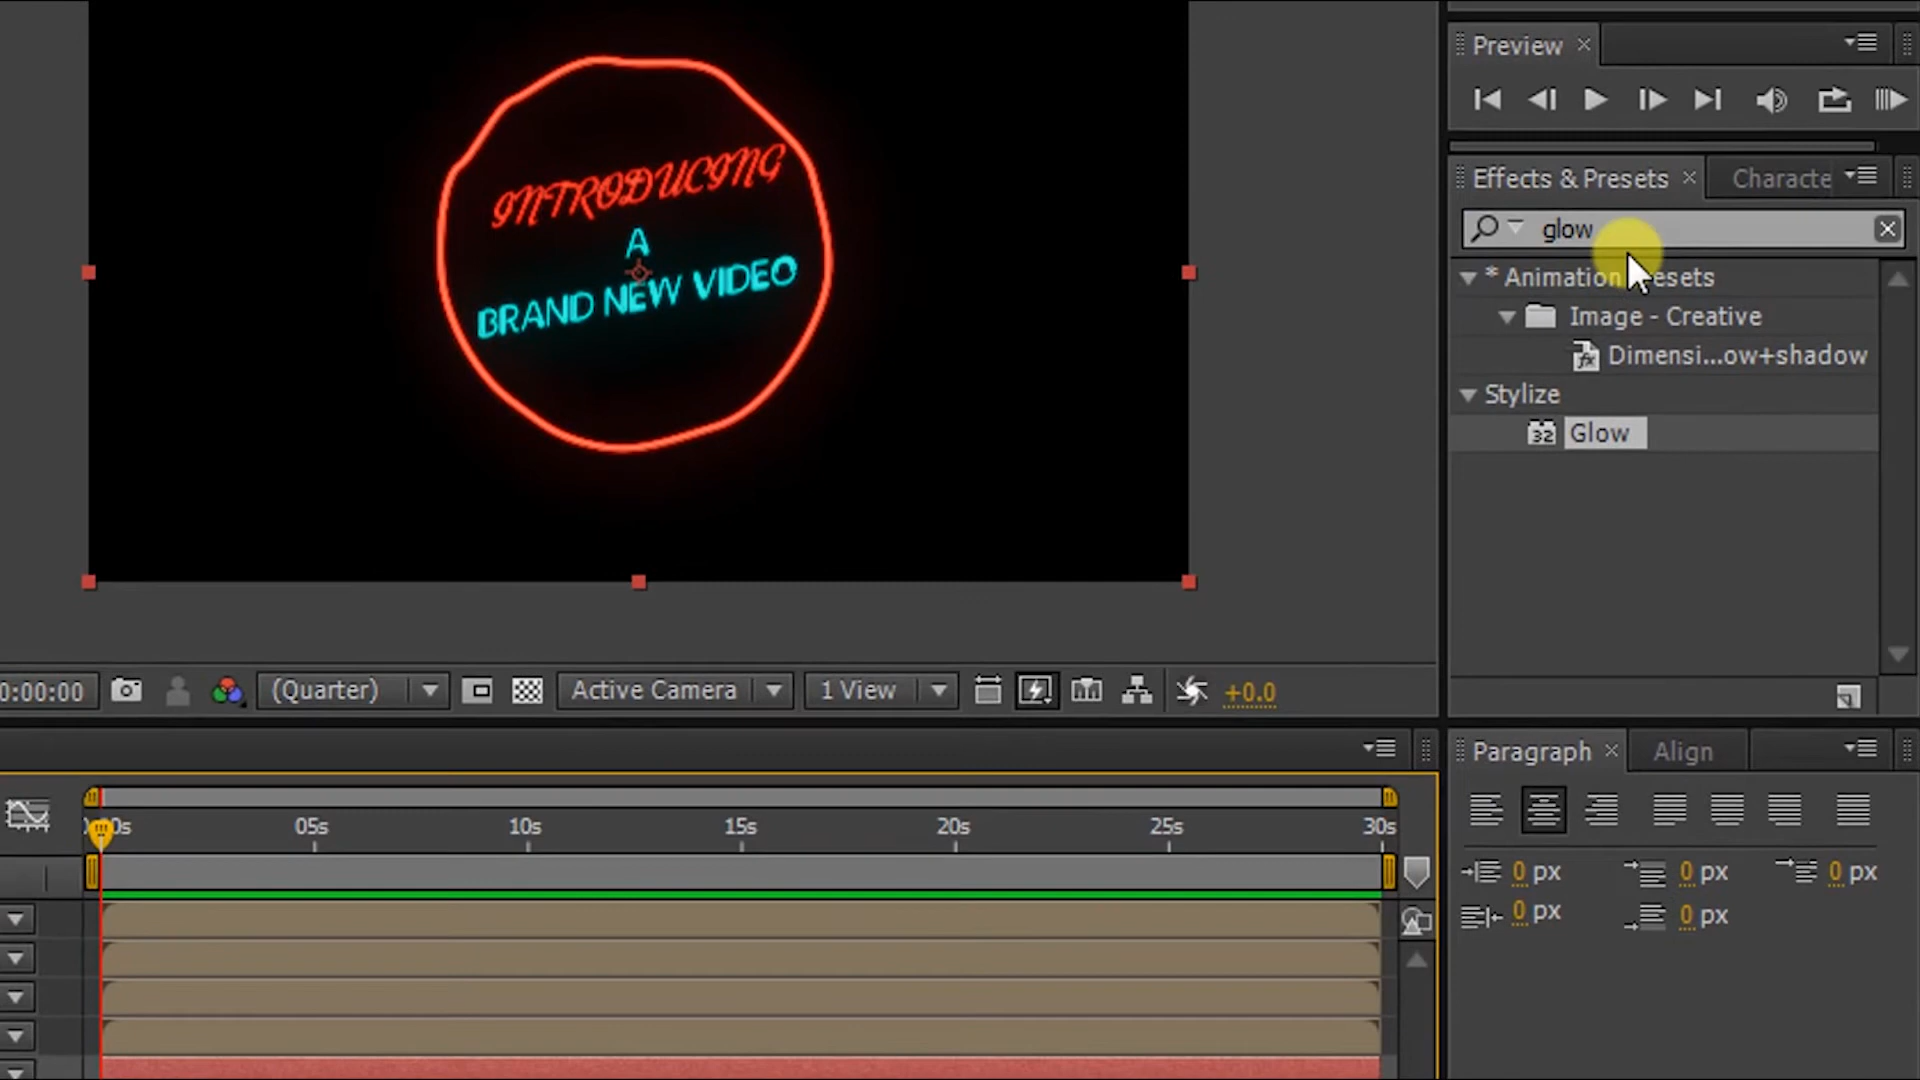 Preview
Effects & Presets
Characte
glow
* Animation
esets
Image - Creative
Dimensi...ow+shadow
Stylize
32
Glow
INTRODUCING
A
BRAND NEW VIDEO
0:00:00
(Quarter)
Active Camera
1 View
+0.0
Paragraph
Align
0s
05s
10s
15s
20s
25s
30s
0 px
0 px
0 px
0 px
0 px